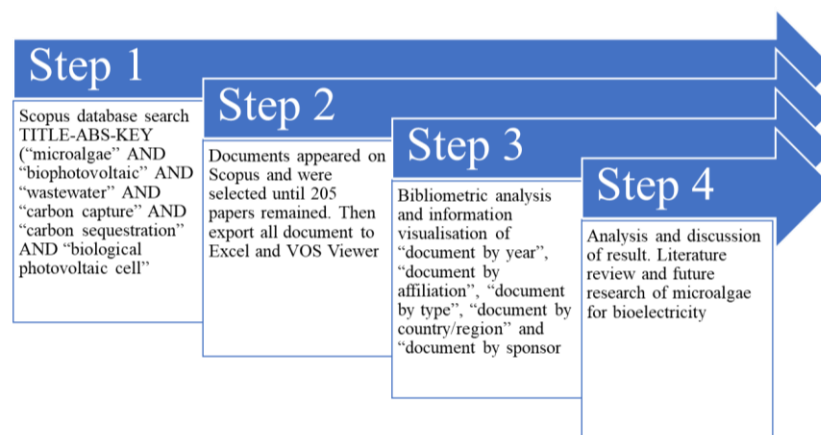 Step 1
Scopus database search
TITLE-ABS-KEY
(“microalgae” AND
“biophotovoltaic” AND
“wastewater” AND
“carbon capture” AND
“carbon sequestration”
AND “biological
photovoltaic cell”
Step 2
Documents appeared on
Scopus and were
selected until 205
papers remained. Then
export all document to
Excel and VOS Viewer
Step 3
Bibliometric analysis
and information
visualisation of
“document by year”,
“document by
affiliation”, “document
by type”, “document by
country/region” and
“document by sponsor
Step 4
Analysis and discussion
of result. Literature
review and future
research of microalgae
for bioelectricity